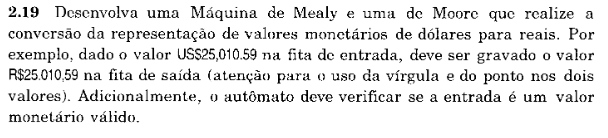 2.19 Desenvolva uma Máquina de Mealy e uma de Moore que realize a
conversão da representação de valores monetários de dólares para reais. Por
exemplo, dado o valor US$25,010.59 na fita de entrada, deve ser gravado o valor
R$25.010,59 na fita de saída (atenção para o uso da vírgula e do ponto nos dois
valores). Adicionalmente, o autômato deve verificar se a entrada é um valor
monetário válido.